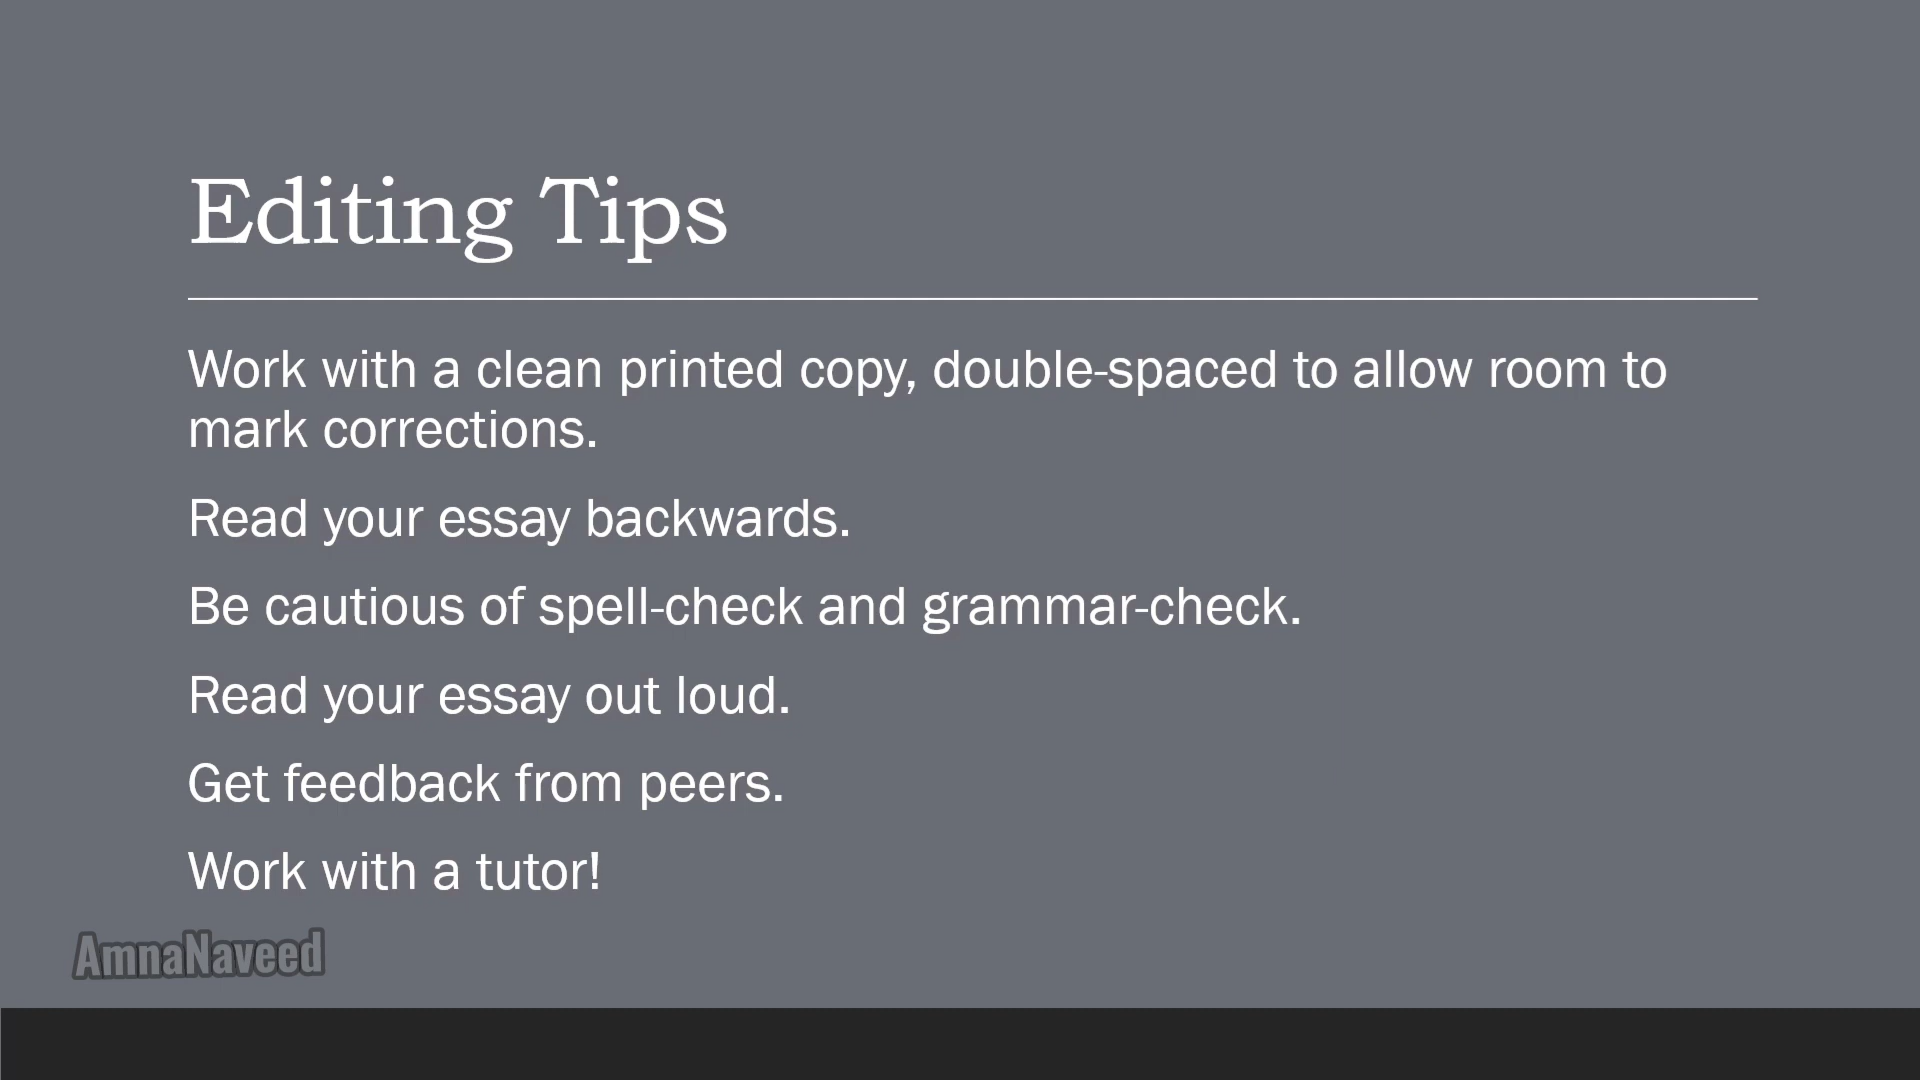 Editing Tips
Work with a clean printed copy, double-spaced to allow room to
mark corrections.
Read your essay backwards.
Be cautious of spell-check and grammar-check.
Read your essay out loud.
Get feedback from peers.
Work with a tutor!
AmnaNaveed